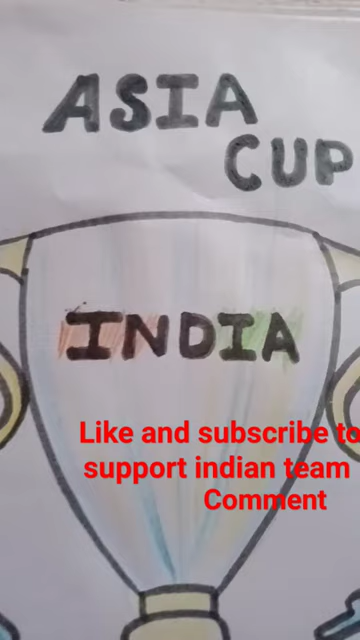 ASIA
CUP
INDIA
Like and subscribe to
support indian team
Comment